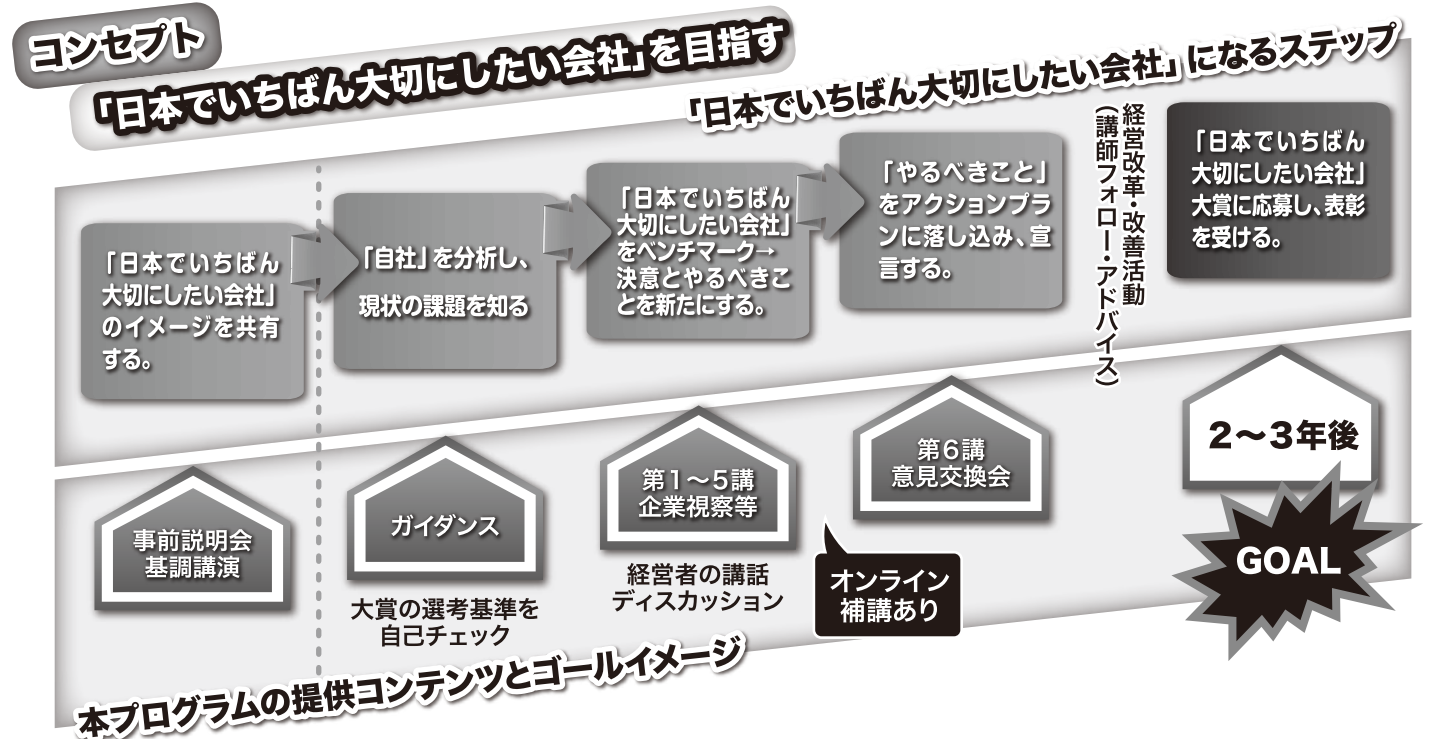 コンセプト
「日本でいちばん大切にしたい会社」を目指す
「日本でいちばん大切にしたい会社」になるステップ
「日本でいちばん
大切にしたい会社」
のイメージを共有
する。
「自社」を分析し、
現状の課題を知る
「日本でいちばん
大切にしたい会社」
をベンチマーク→
決意とやるべきこ
とを新たにする。
「やるべきこと」
をアクションプラ
ンに落し込み、宣
言する。
経営改革・改善活動
（講師フォロー・アドバイス）
「日本でいちばん
大切にしたい会社」
大賞に応募し、表彰
を受ける。
事前説明会
基調講演
ガイダンス
大賞の選考基準を
自己チェック
第１～５講
企業視察等
経営者の講話
ディスカッション
第６講
意見交換会
オンライン
補講あり
２～３年後
GOAL
本プログラムの提供コンテンツとゴールイメージ